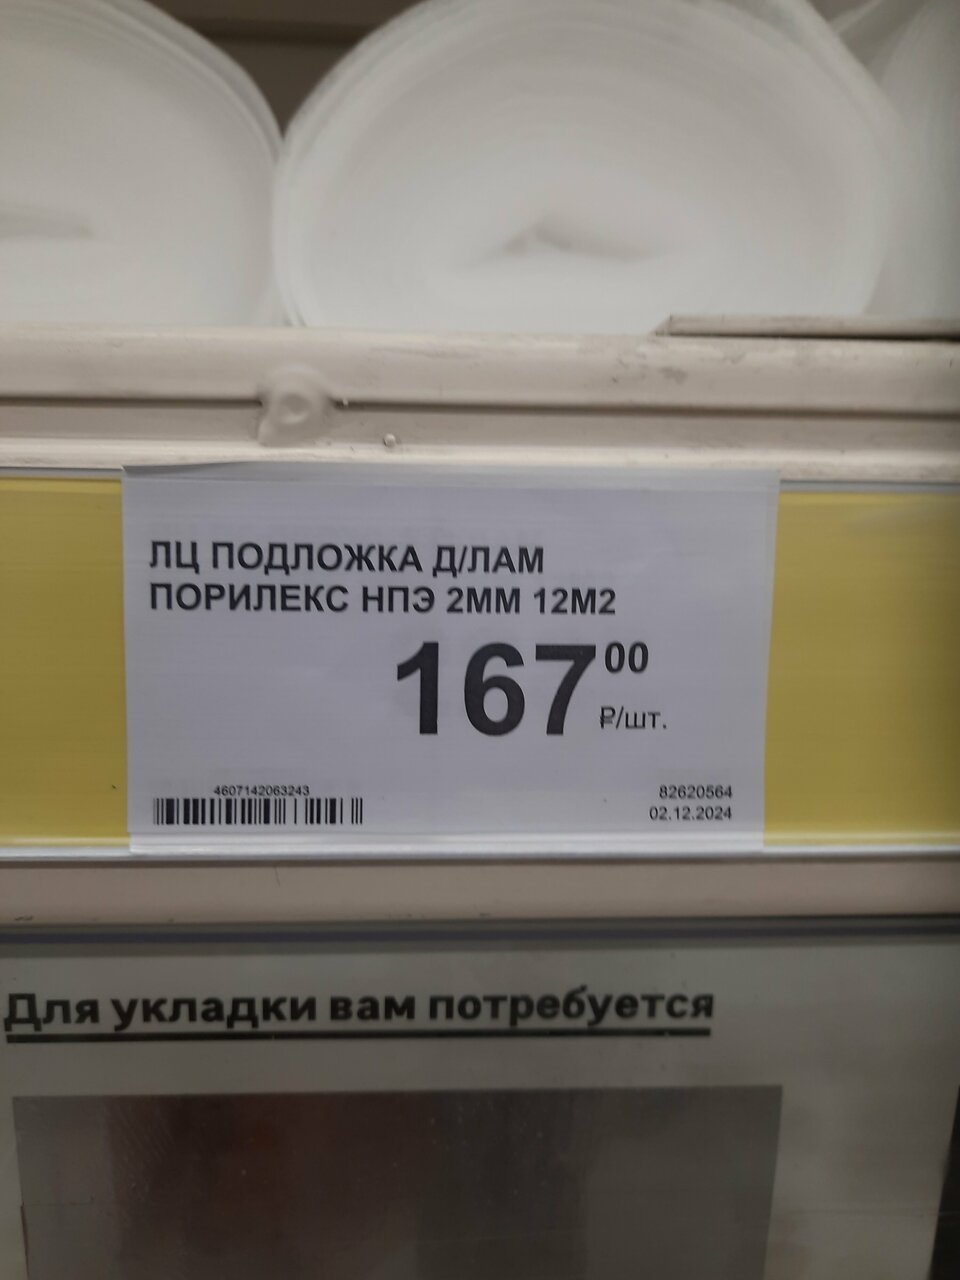 ЛЦ ПОДЛОЖКА Д/ЛАМ
ПОРИЛЕКС НПЭ 2ММ 12М2
167 00
₽/шт.
4607142063243
82620564
02.12.2024
Для укладки вам потребуется